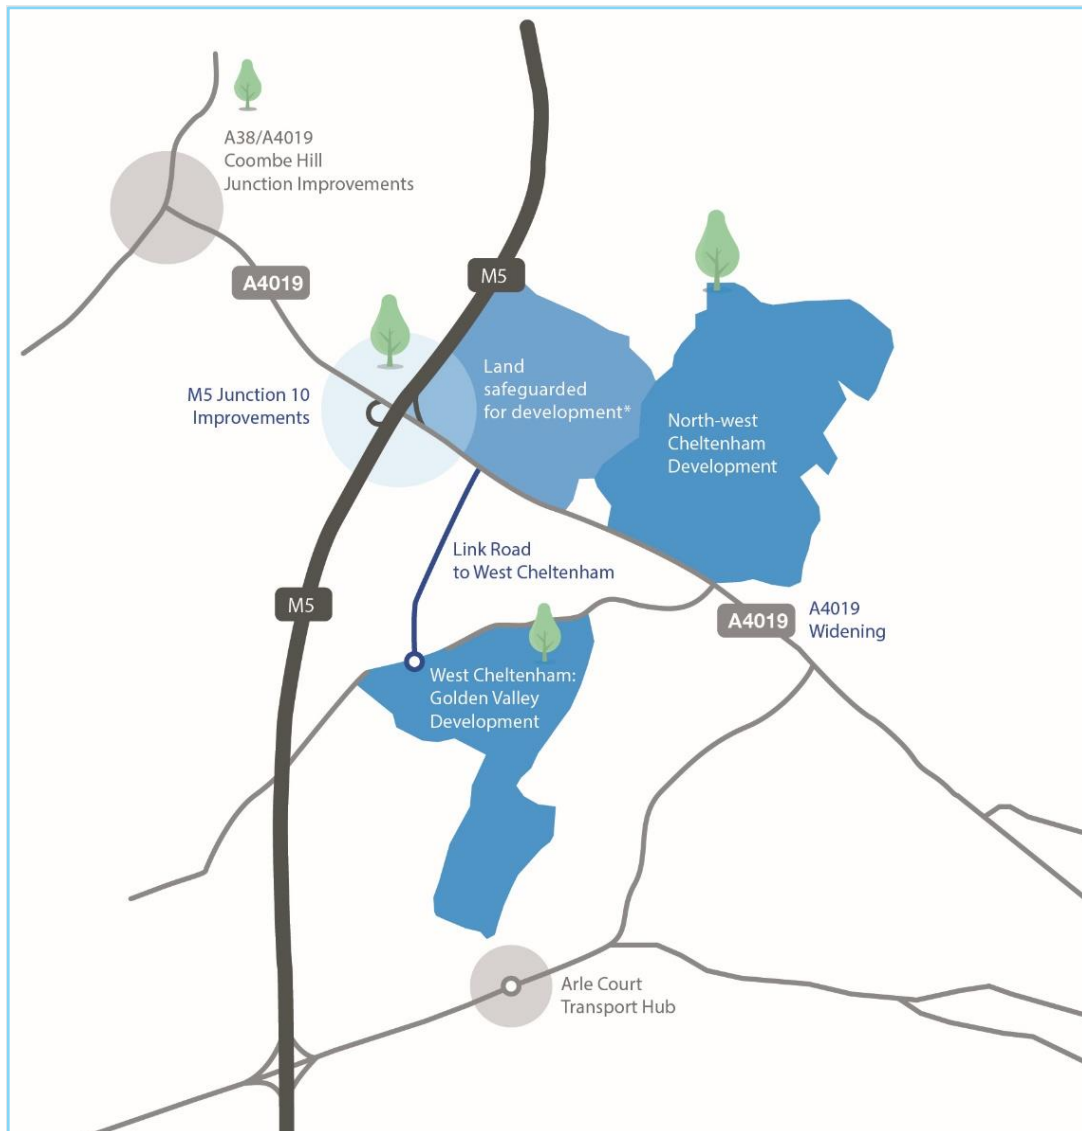 A38/A4019
Coombe Hill
Junction Improvements
A4019
M5
M5 Junction 10
Improvements
Land
safeguarded
for development*
North-west
Cheltenham
Development
Link Road
to West Cheltenham
M5
A4019
A4019
Widening
West Cheltenham:
Golden Valley
Development
Arle Court
Transport Hub